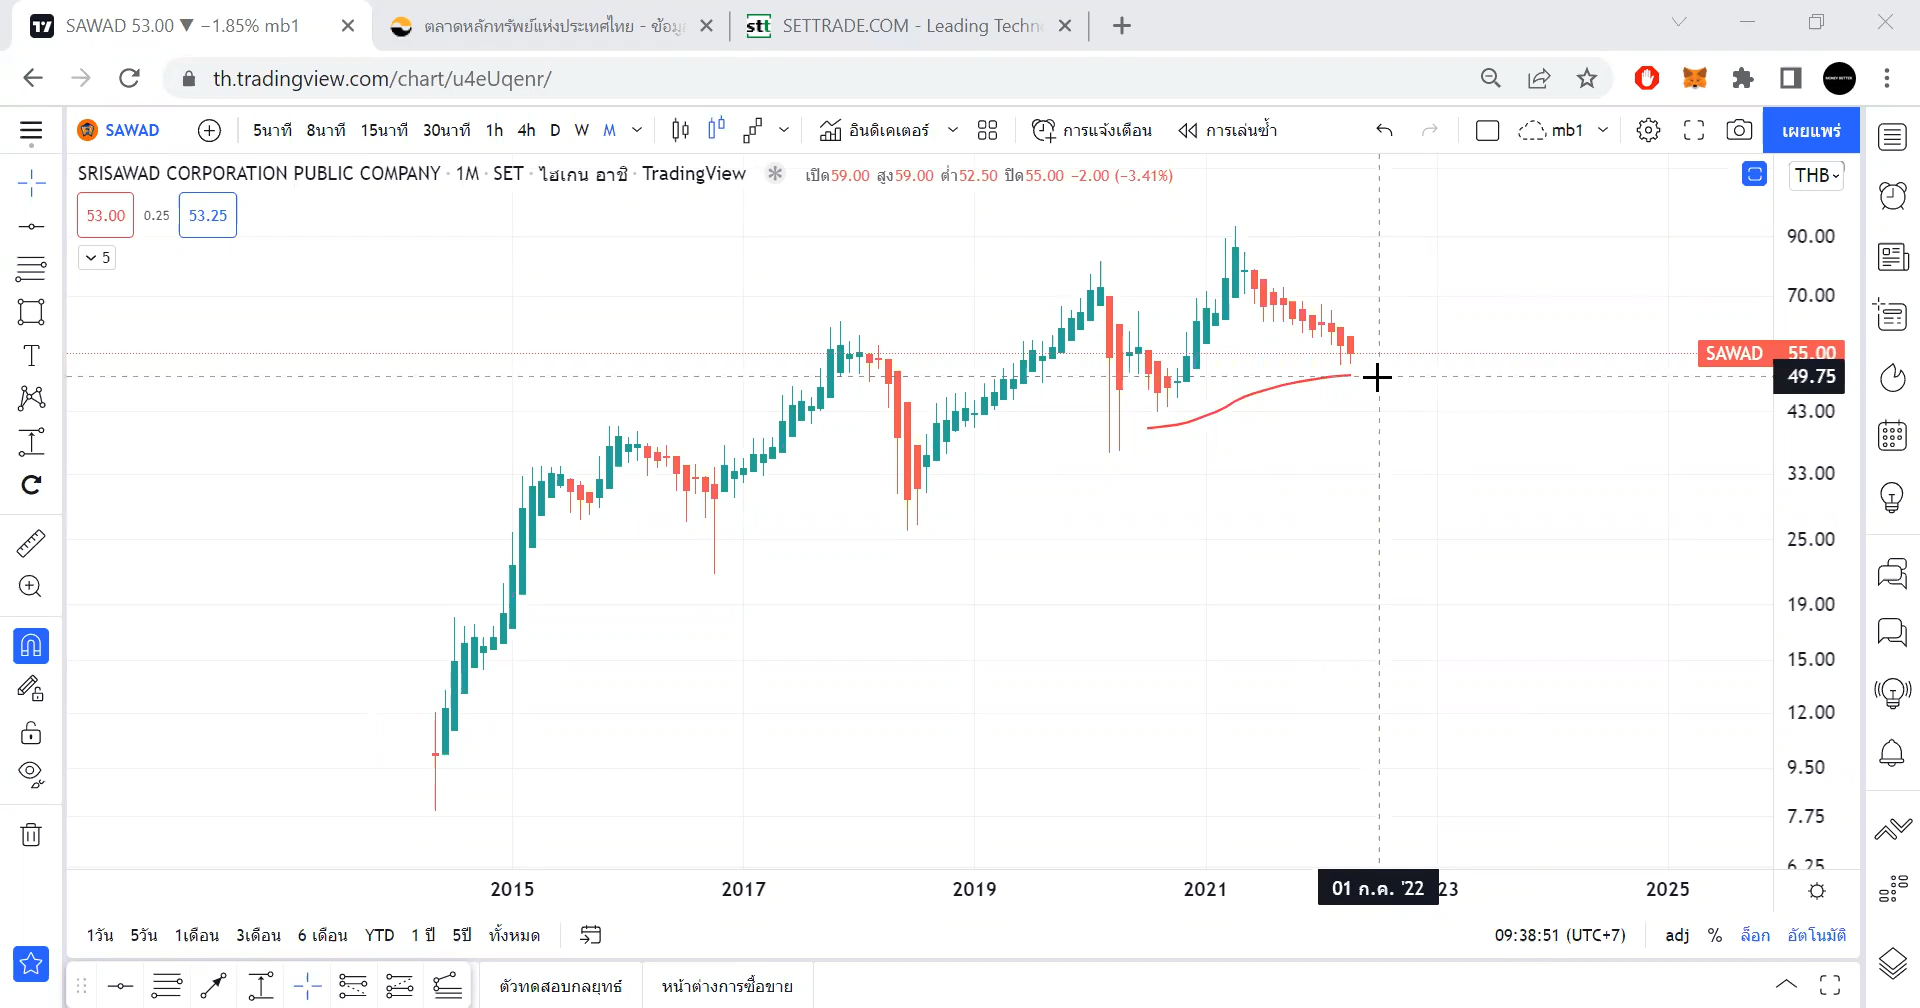 SAWAD 53.00 ▼ −1.85% mb1
ตลาดหลักทรัพย์แห่งประเทศไทย - ข้อมูล
stt SETTRADE.COM - Leading Techn
th.tradingview.com/chart/u4eUqenr/
SAWAD 5นาที 8นาที 15นาที 30นาที 1h 4h D W M อินดิเคเตอร์ การแจ้งเตือน การเล่นซ้ำ mb1 เผยแพร่
SRISAWAD CORPORATION PUBLIC COMPANY · 1M · SET · ไฮเกน อาชิ · TradingView เปิด59.00 สูง59.00 ต่ำ52.50 ปิด55.00 −2.00 (−3.41%) THB
53.00 0.25 53.25
5
90.00
70.00
SAWAD 55.00
49.75
43.00
33.00
25.00
19.00
15.00
12.00
9.50
7.75
6.25
2015 2017 2019 2021 01 ก.ค. '22 23 2025
1วัน 5วัน 1เดือน 3เดือน 6 เดือน YTD 1 ปี 5ปี ทั้งหมด 09:38:51 (UTC+7) adj % ล็อก อัตโนมัติ
ตัวทดสอบกลยุทธ์ หน้าต่างการซื้อขาย